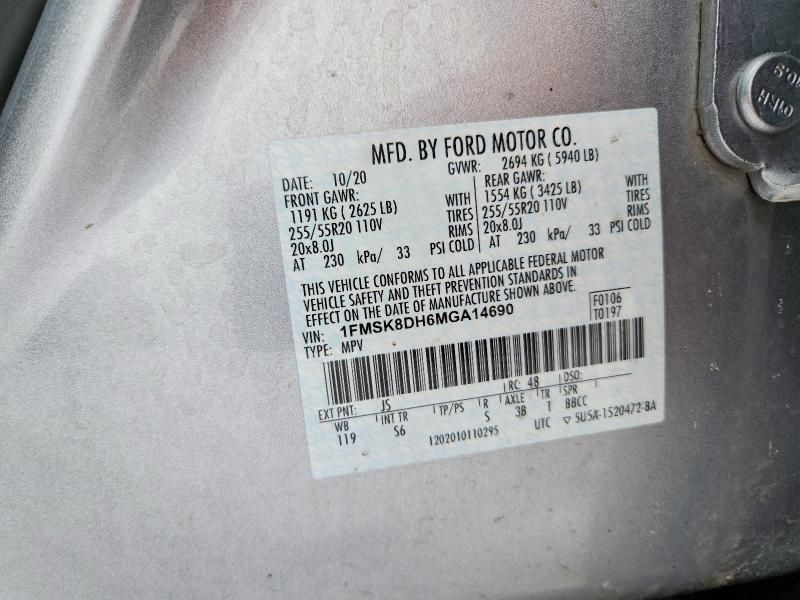 MFD. BY FORD MOTOR CO.
DATE: 10/20 GVWR: 2694 KG ( 5940 LB)
FRONT GAWR: REAR GAWR:
1191 KG ( 2625 LB) WITH 1554 KG ( 3425 LB) WITH
255/55R20 110V TIRES 255/55R20 110V TIRES
20x8.0J RIMS 20x8.0J RIMS
AT 230 kPa/ 33 PSI COLD AT 230 kPa/ 33 PSI COLD
THIS VEHICLE CONFORMS TO ALL APPLICABLE FEDERAL MOTOR
VEHICLE SAFETY AND THEFT PREVENTION STANDARDS IN
EFFECT ON THE DATE OF MANUFACTURE SHOWN ABOVE.
VIN: 1FMSK8DH6MGA14690 F0106
TYPE: MPV T0197
EXT PNT: JS RC: 48 DSO:
WB INT TR TP/PS R AXLE TR SPR
119 S6 S 3B T BBCC
1202010110295 UTC ▽ 5U5A-1520472-BA
10.9